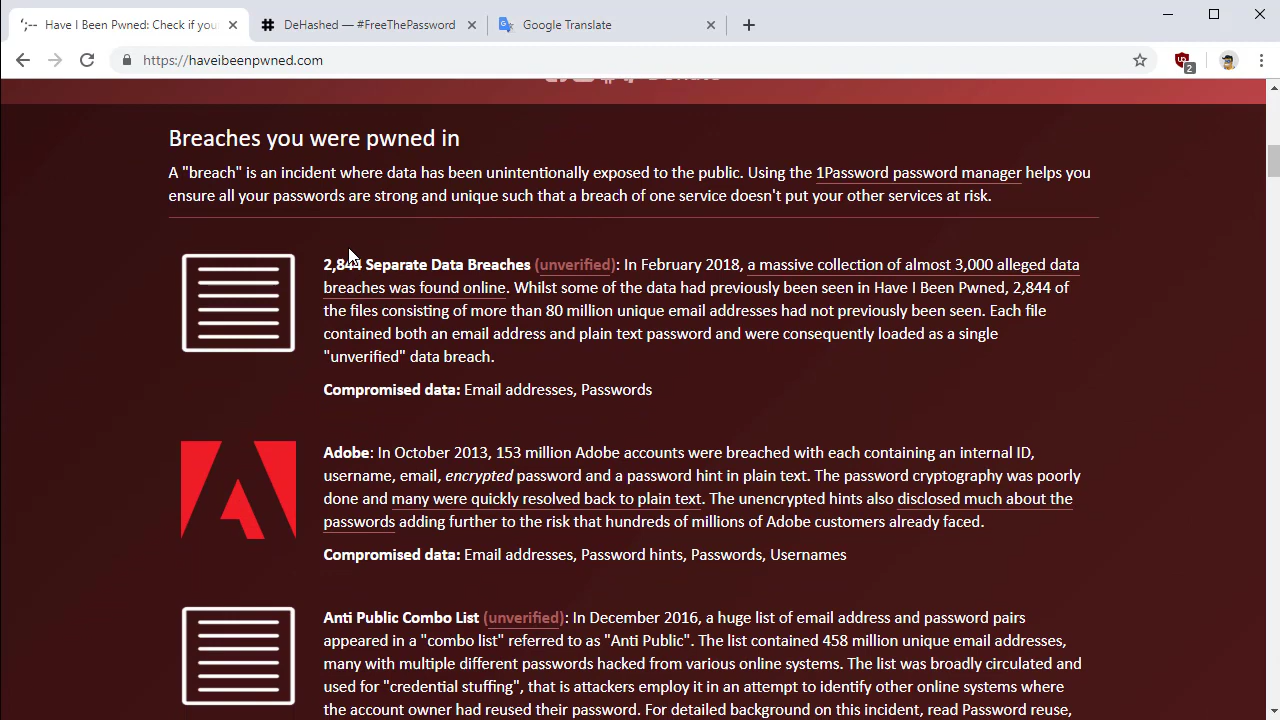 Have I Been Pwned: Check if you
DeHashed — #FreeThePassword
Google Translate
https://haveibeenpwned.com
2
Breaches you were pwned in
A "breach" is an incident where data has been unintentionally exposed to the public. Using the 1Password password manager helps you
ensure all your passwords are strong and unique such that a breach of one service doesn't put your other services at risk.
2,844 Separate Data Breaches (unverified): In February 2018, a massive collection of almost 3,000 alleged data
breaches was found online. Whilst some of the data had previously been seen in Have I Been Pwned, 2,844 of
the files consisting of more than 80 million unique email addresses had not previously been seen. Each file
contained both an email address and plain text password and were consequently loaded as a single
"unverified" data breach.
Compromised data: Email addresses, Passwords
Adobe: In October 2013, 153 million Adobe accounts were breached with each containing an internal ID,
username, email, encrypted password and a password hint in plain text. The password cryptography was poorly
done and many were quickly resolved back to plain text. The unencrypted hints also disclosed much about the
passwords adding further to the risk that hundreds of millions of Adobe customers already faced.
Compromised data: Email addresses, Password hints, Passwords, Usernames
Anti Public Combo List (unverified): In December 2016, a huge list of email address and password pairs
appeared in a "combo list" referred to as "Anti Public". The list contained 458 million unique email addresses,
many with multiple different passwords hacked from various online systems. The list was broadly circulated and
used for "credential stuffing", that is attackers employ it in an attempt to identify other online systems where
the account owner had reused their password. For detailed background on this incident, read Password reuse,